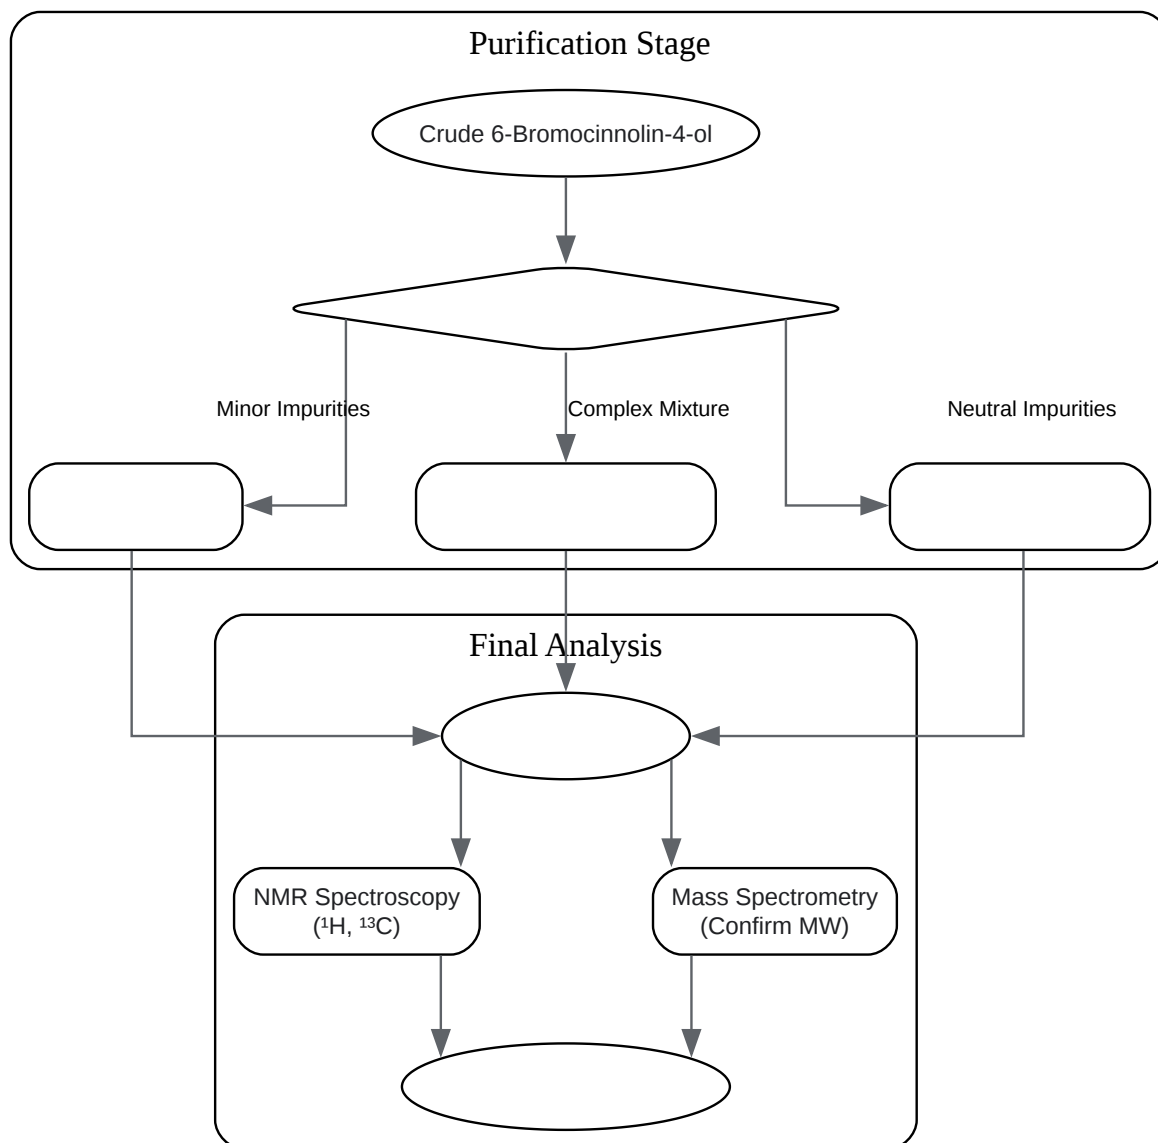 Purification Stage
Crude 6-Bromocinnolin-4-ol
Minor Impurities
Complex Mixture
Neutral Impurities
Final Analysis
NMR Spectroscopy
(¹H, ¹³C)
Mass Spectrometry
(Confirm MW)